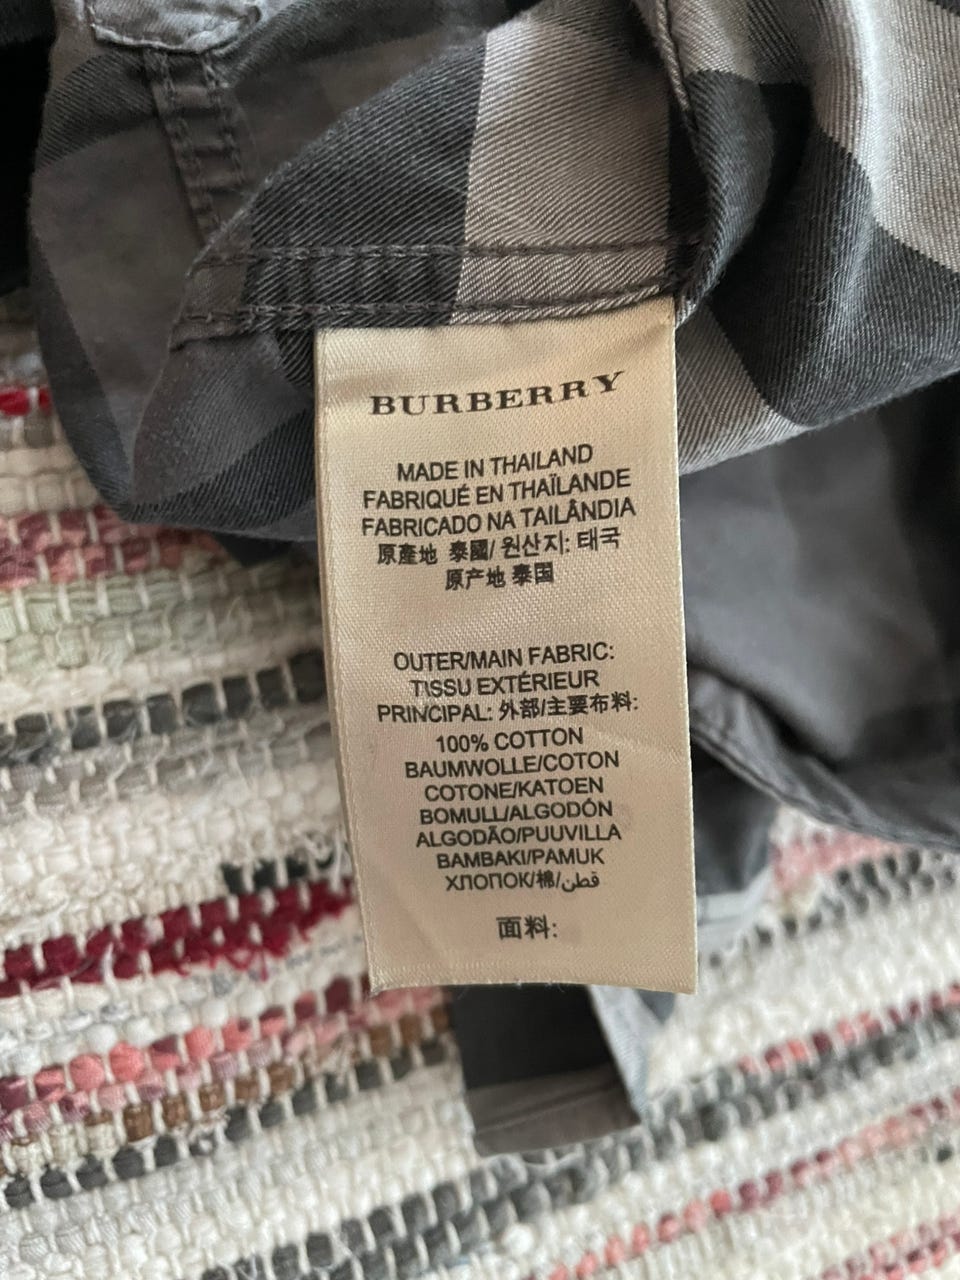 BURBERRY
MADE IN THAILAND
FABRIQUÉ EN THAÏLANDE
FABRICADO NA TAILÂNDIA
原產地 泰國/ 원산지: 태국
原产地 泰国
OUTER/MAIN FABRIC:
TISSU EXTÉRIEUR
PRINCIPAL: 外部/主要布料:
100% COTTON
BAUMWOLLE/COTON
COTONE/KATOEN
BOMULL/ALGODÓN
ALGODÃO/PUUVILLA
BAMBAKI/PAMUK
ХЛОПОК/棉/قطن
面料: